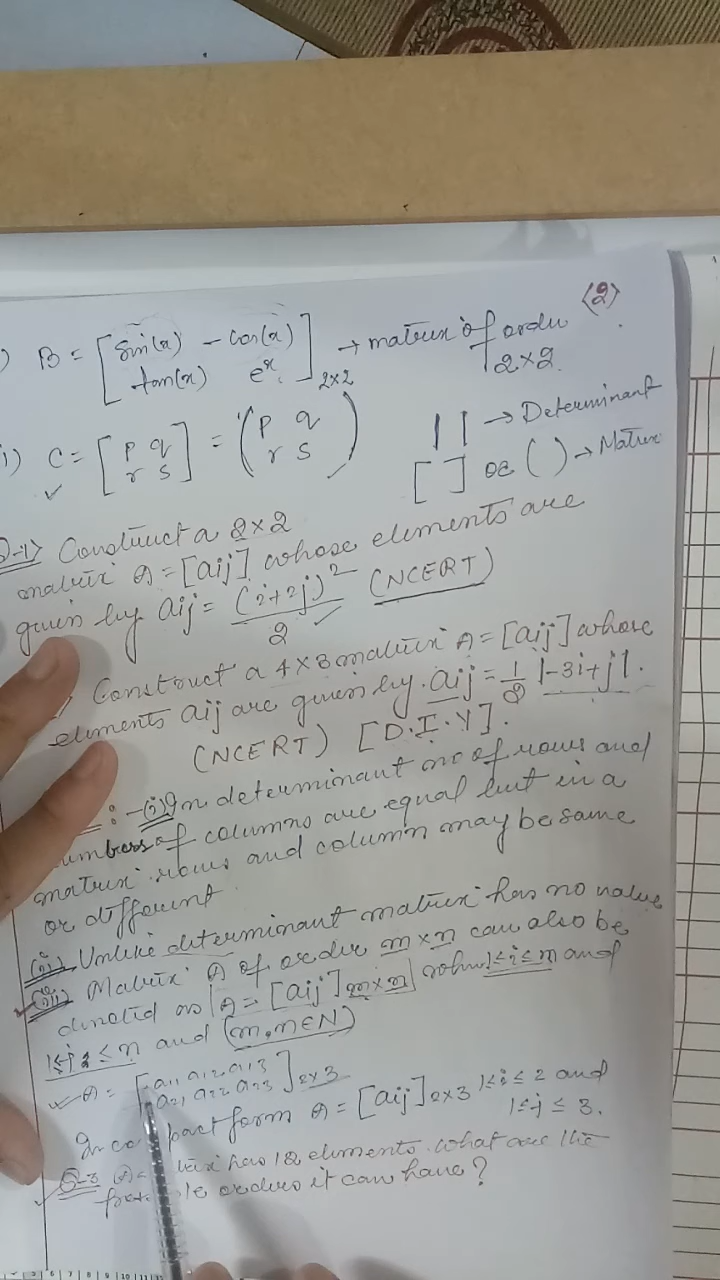 (2)
B = [sin(x) - cos(x) tan(x) e^x]2×2 → matrix of order 2×2.
i) C = [p q r s] = (p q r s)
| | → Determinant
[ ] or ( ) → Matrix
Q-1) Construct a 2×2
matrix A = [aij] whose elements are
given by aij = (i+2j)^2 / 2 (NCERT)
Construct a 4×3 matrix A = [aij] whose
elements aij are given by. aij = 1/2 |-3i+j|.
(NCERT) [D.I.Y].
:- (i) In determinant no of rows and
umbers of columns are equal but in a
matrix rows and column may be same
or different.
(ii) Unlike determinant matrix has no value
(iii) Matrix A of order m×n can also be
denoted as A = [aij]m×n 1≤i≤m and
1≤j≤n and (m,n∈N)
A = [a11 a12 a13 a21 a22 a23]2×3
In compact form A = [aij]2×3 1≤i≤2 and
1≤j≤3.
Q-3 has 18 elements. what are the
orders it can have?